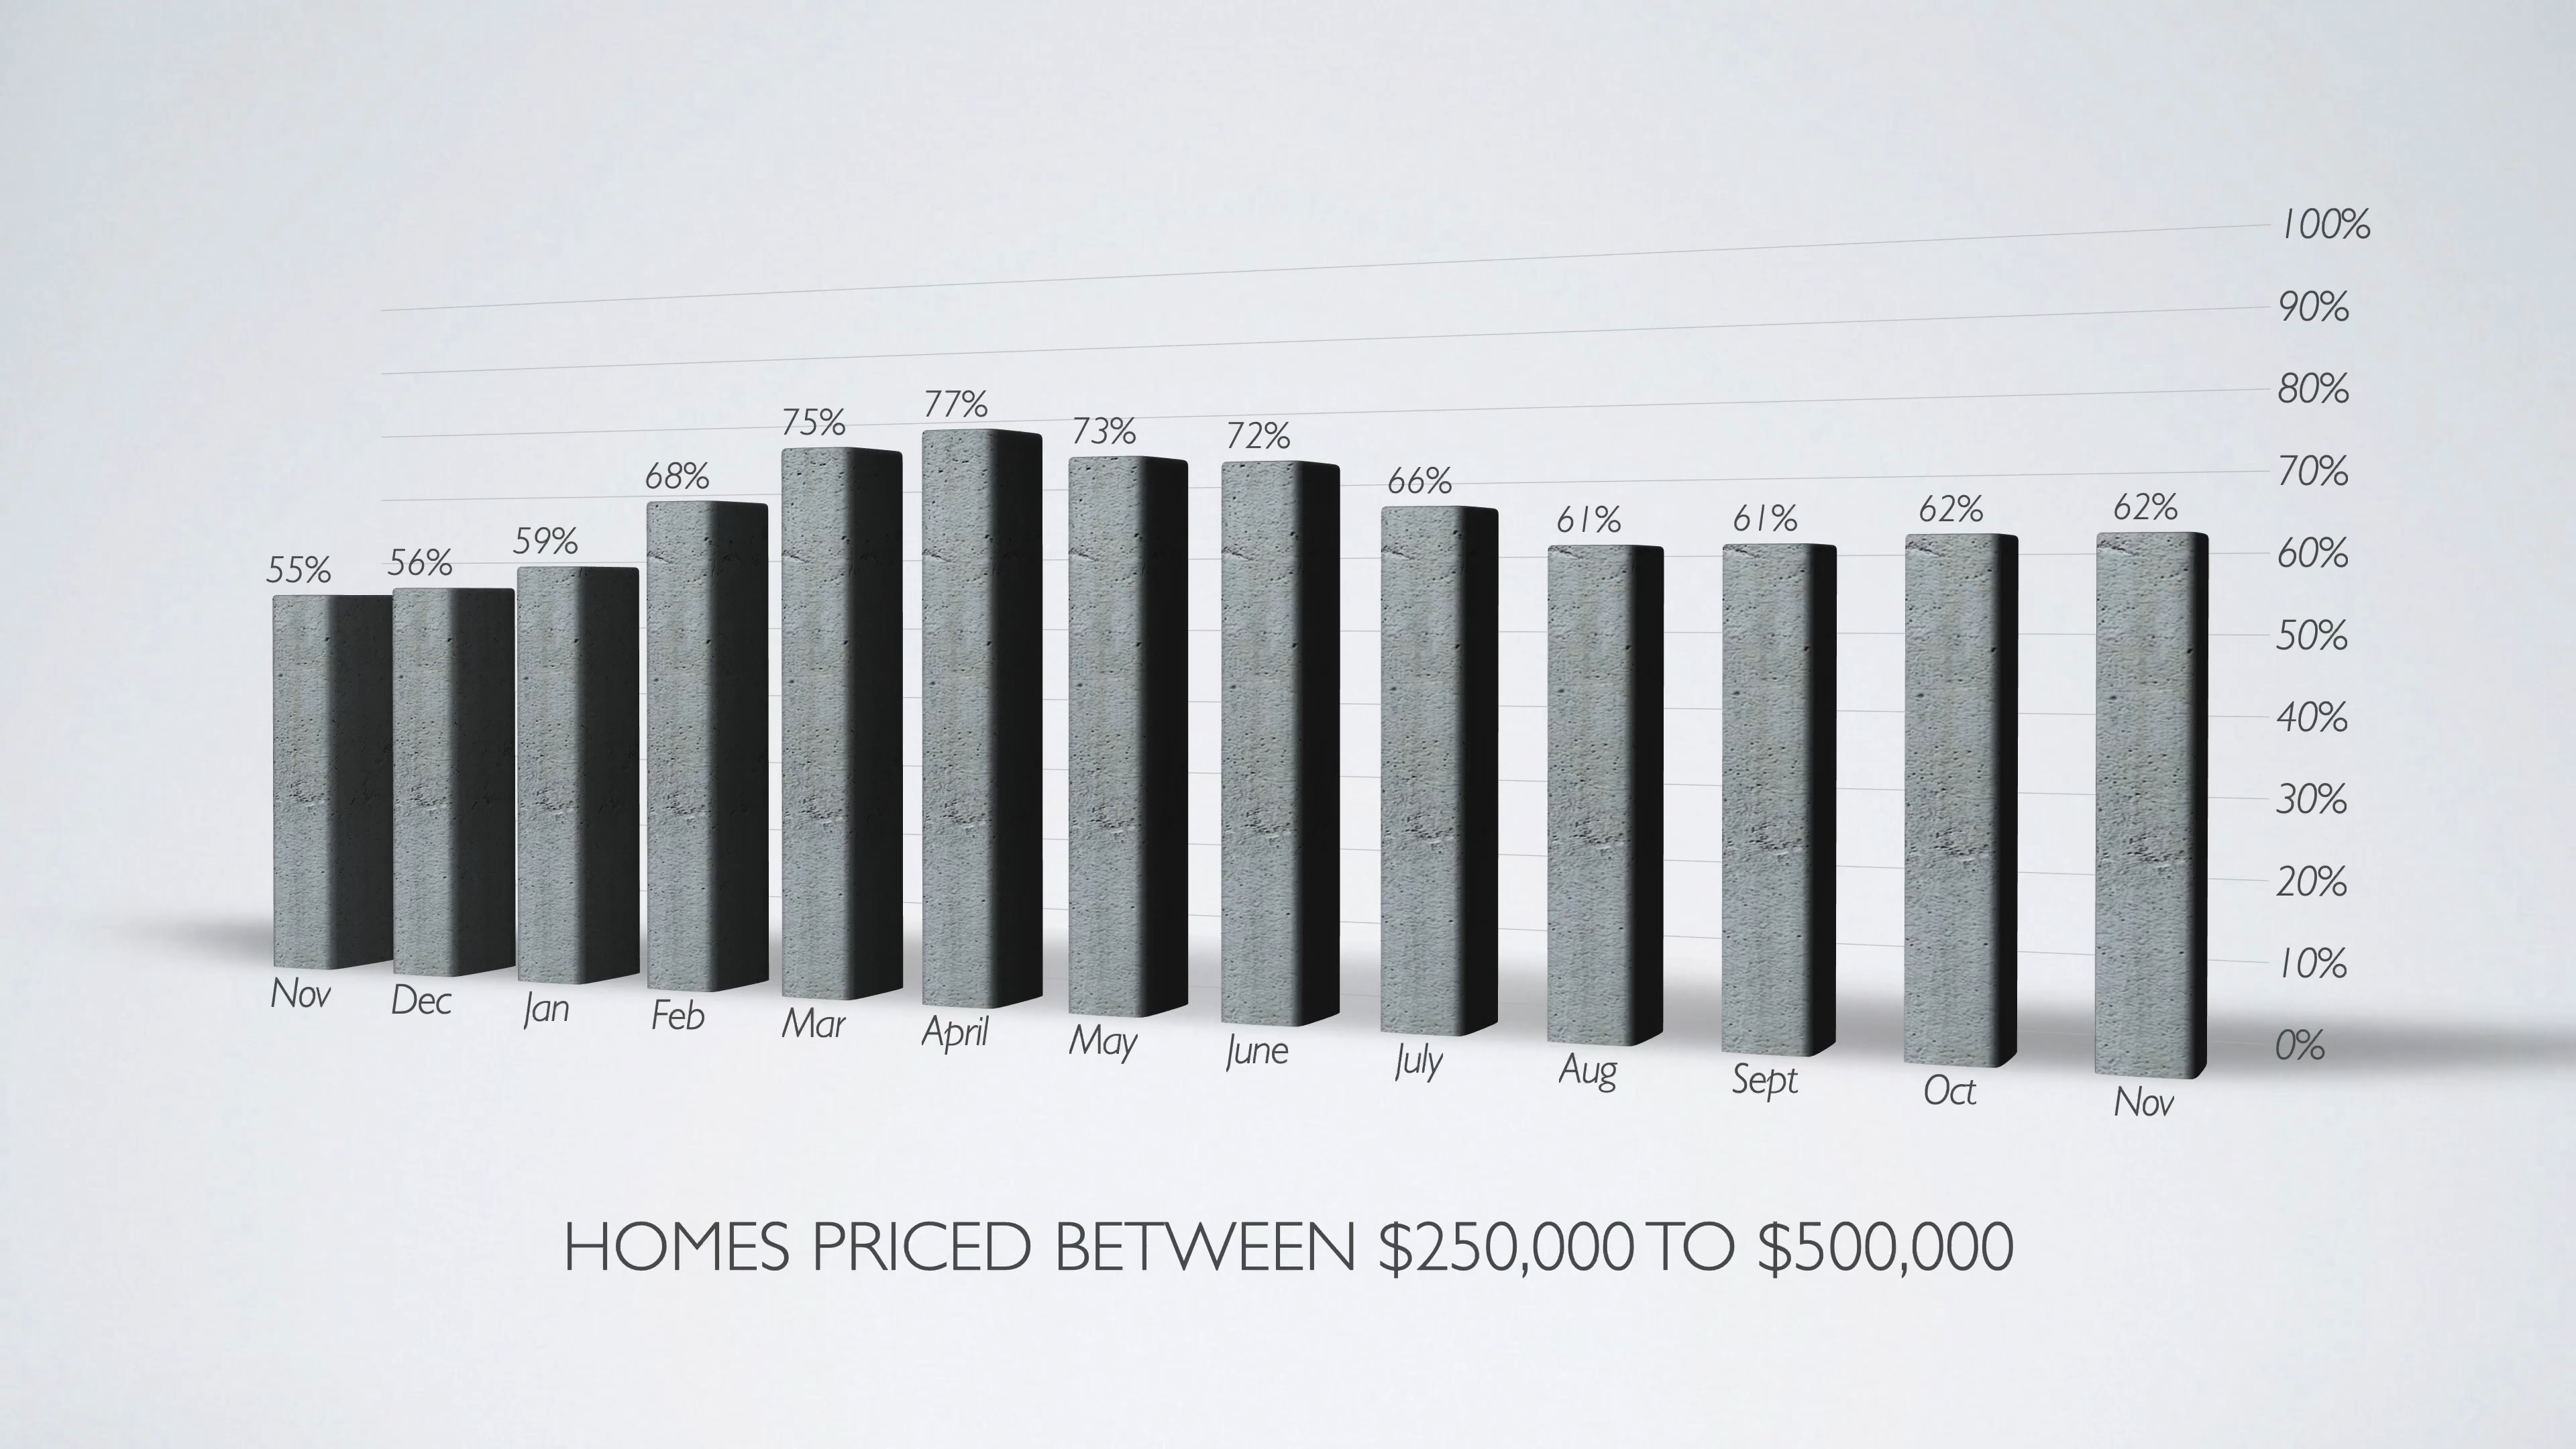 100%
90%
80%
70%
60%
50%
40%
30%
20%
10%
0%
55%
56%
59%
68%
75%
77%
73%
72%
66%
61%
61%
62%
62%
Nov
Dec
Jan
Feb
Mar
April
May
June
July
Aug
Sept
Oct
Nov
HOMES PRICED BETWEEN $250,000 TO $500,000